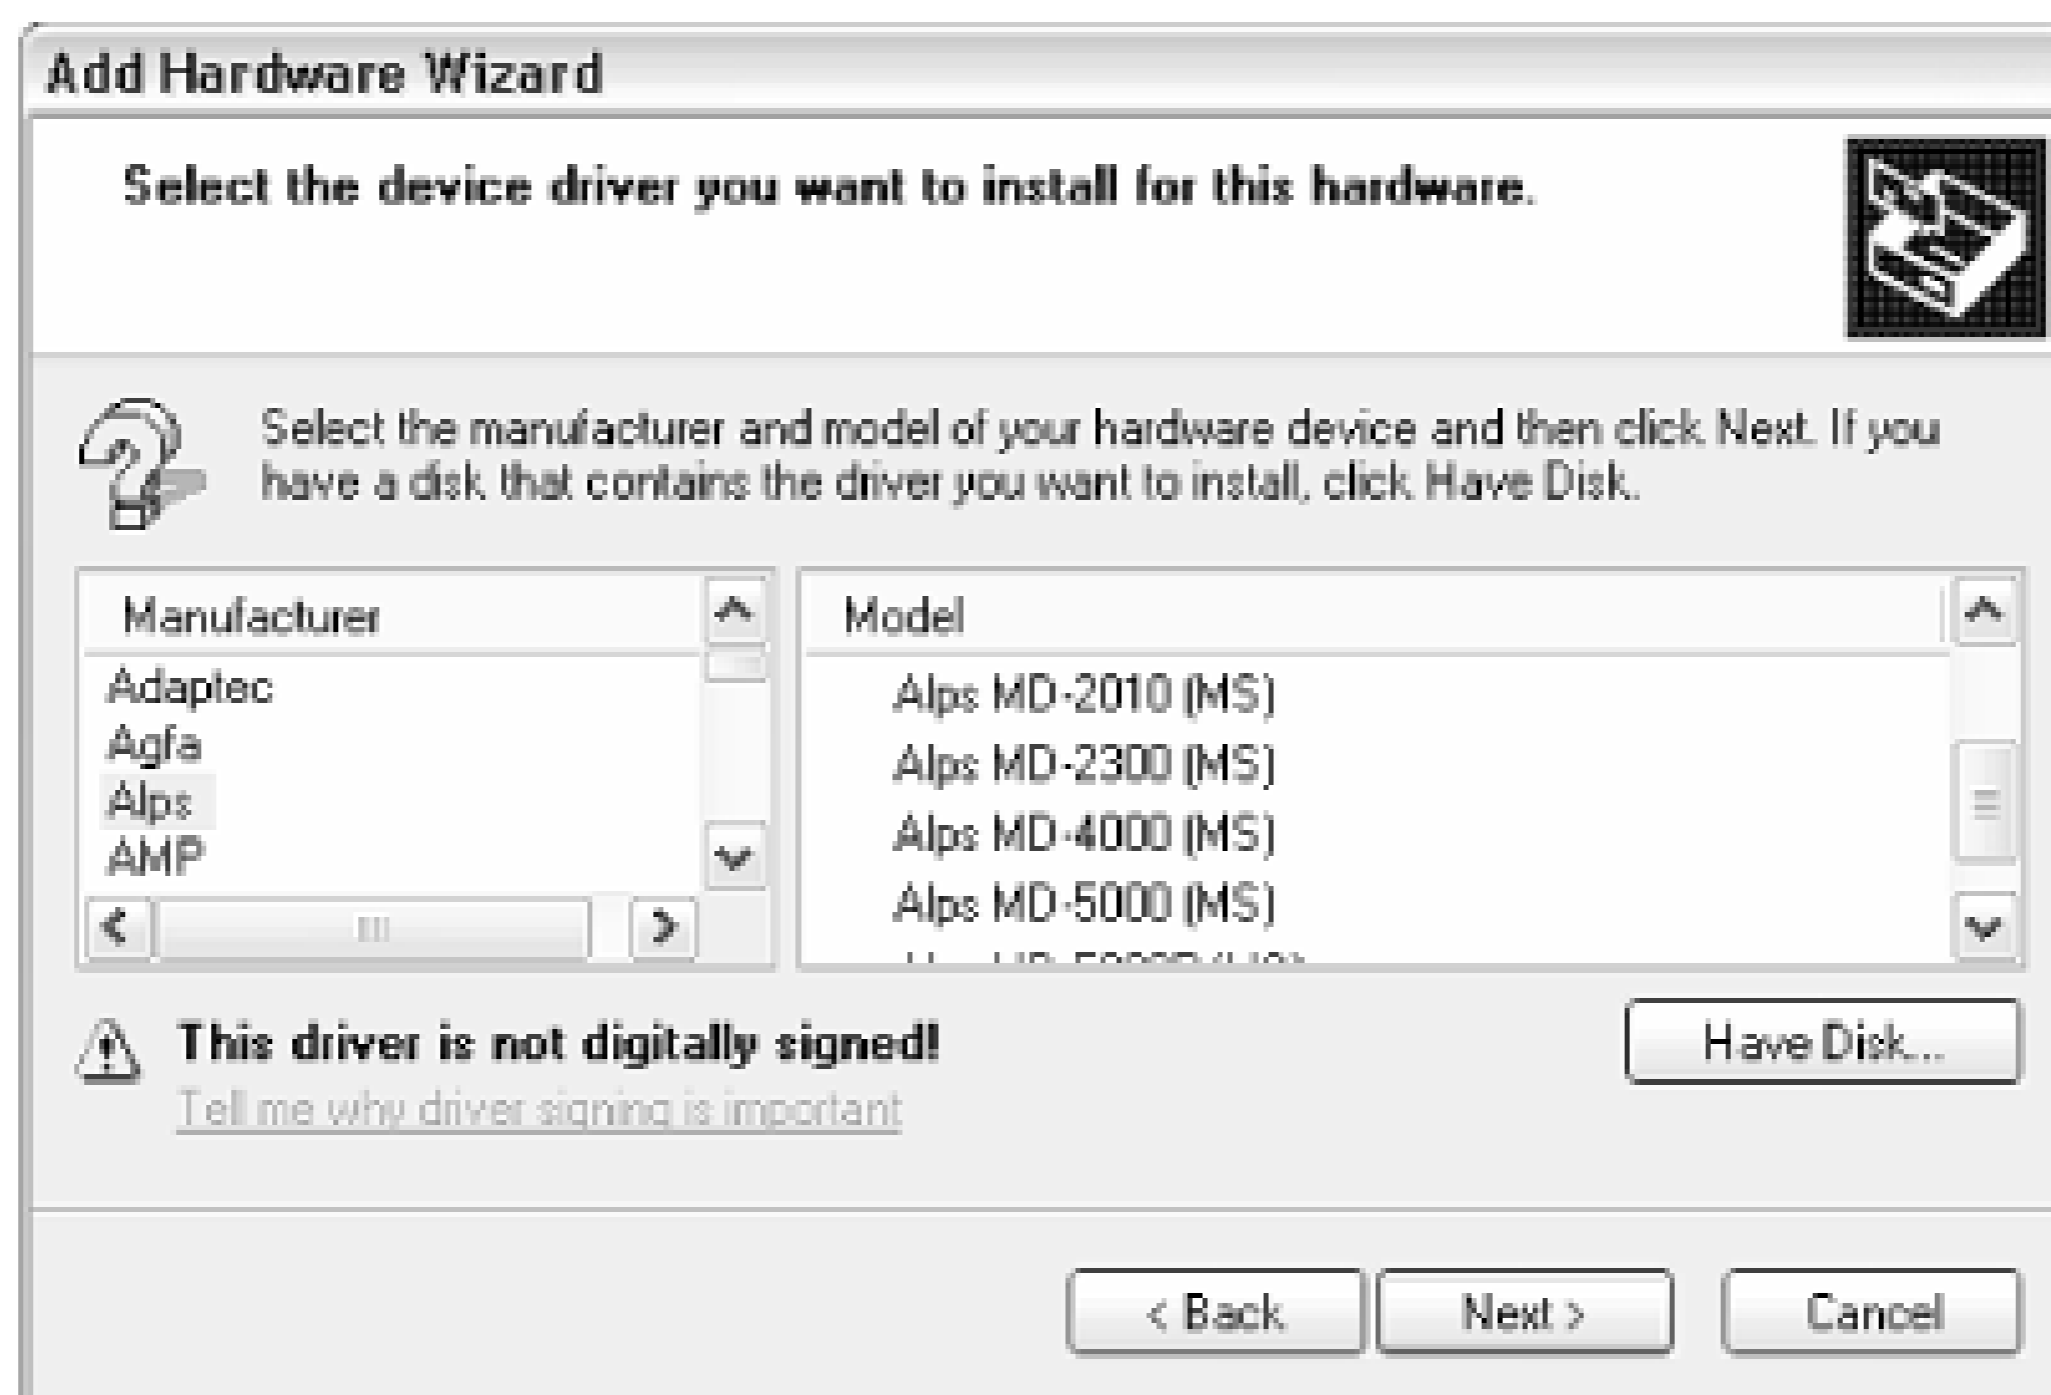 Add Hardware Wizard
Select the device driver you want to install for this hardware.
Select the manufacturer and model of your hardware device and then click Next. If you
have a disk that contains the driver you want to install, click Have Disk.
Manufacturer
Adaptec
Agfa
Alps
AMP
Model
Alps MD-2010 (MS)
Alps MD-2300 (MS)
Alps MD-4000 (MS)
Alps MD-5000 (MS)
This driver is not digitally signed!
Tell me why driver signing is important
Have Disk...
< Back
Next >
Cancel